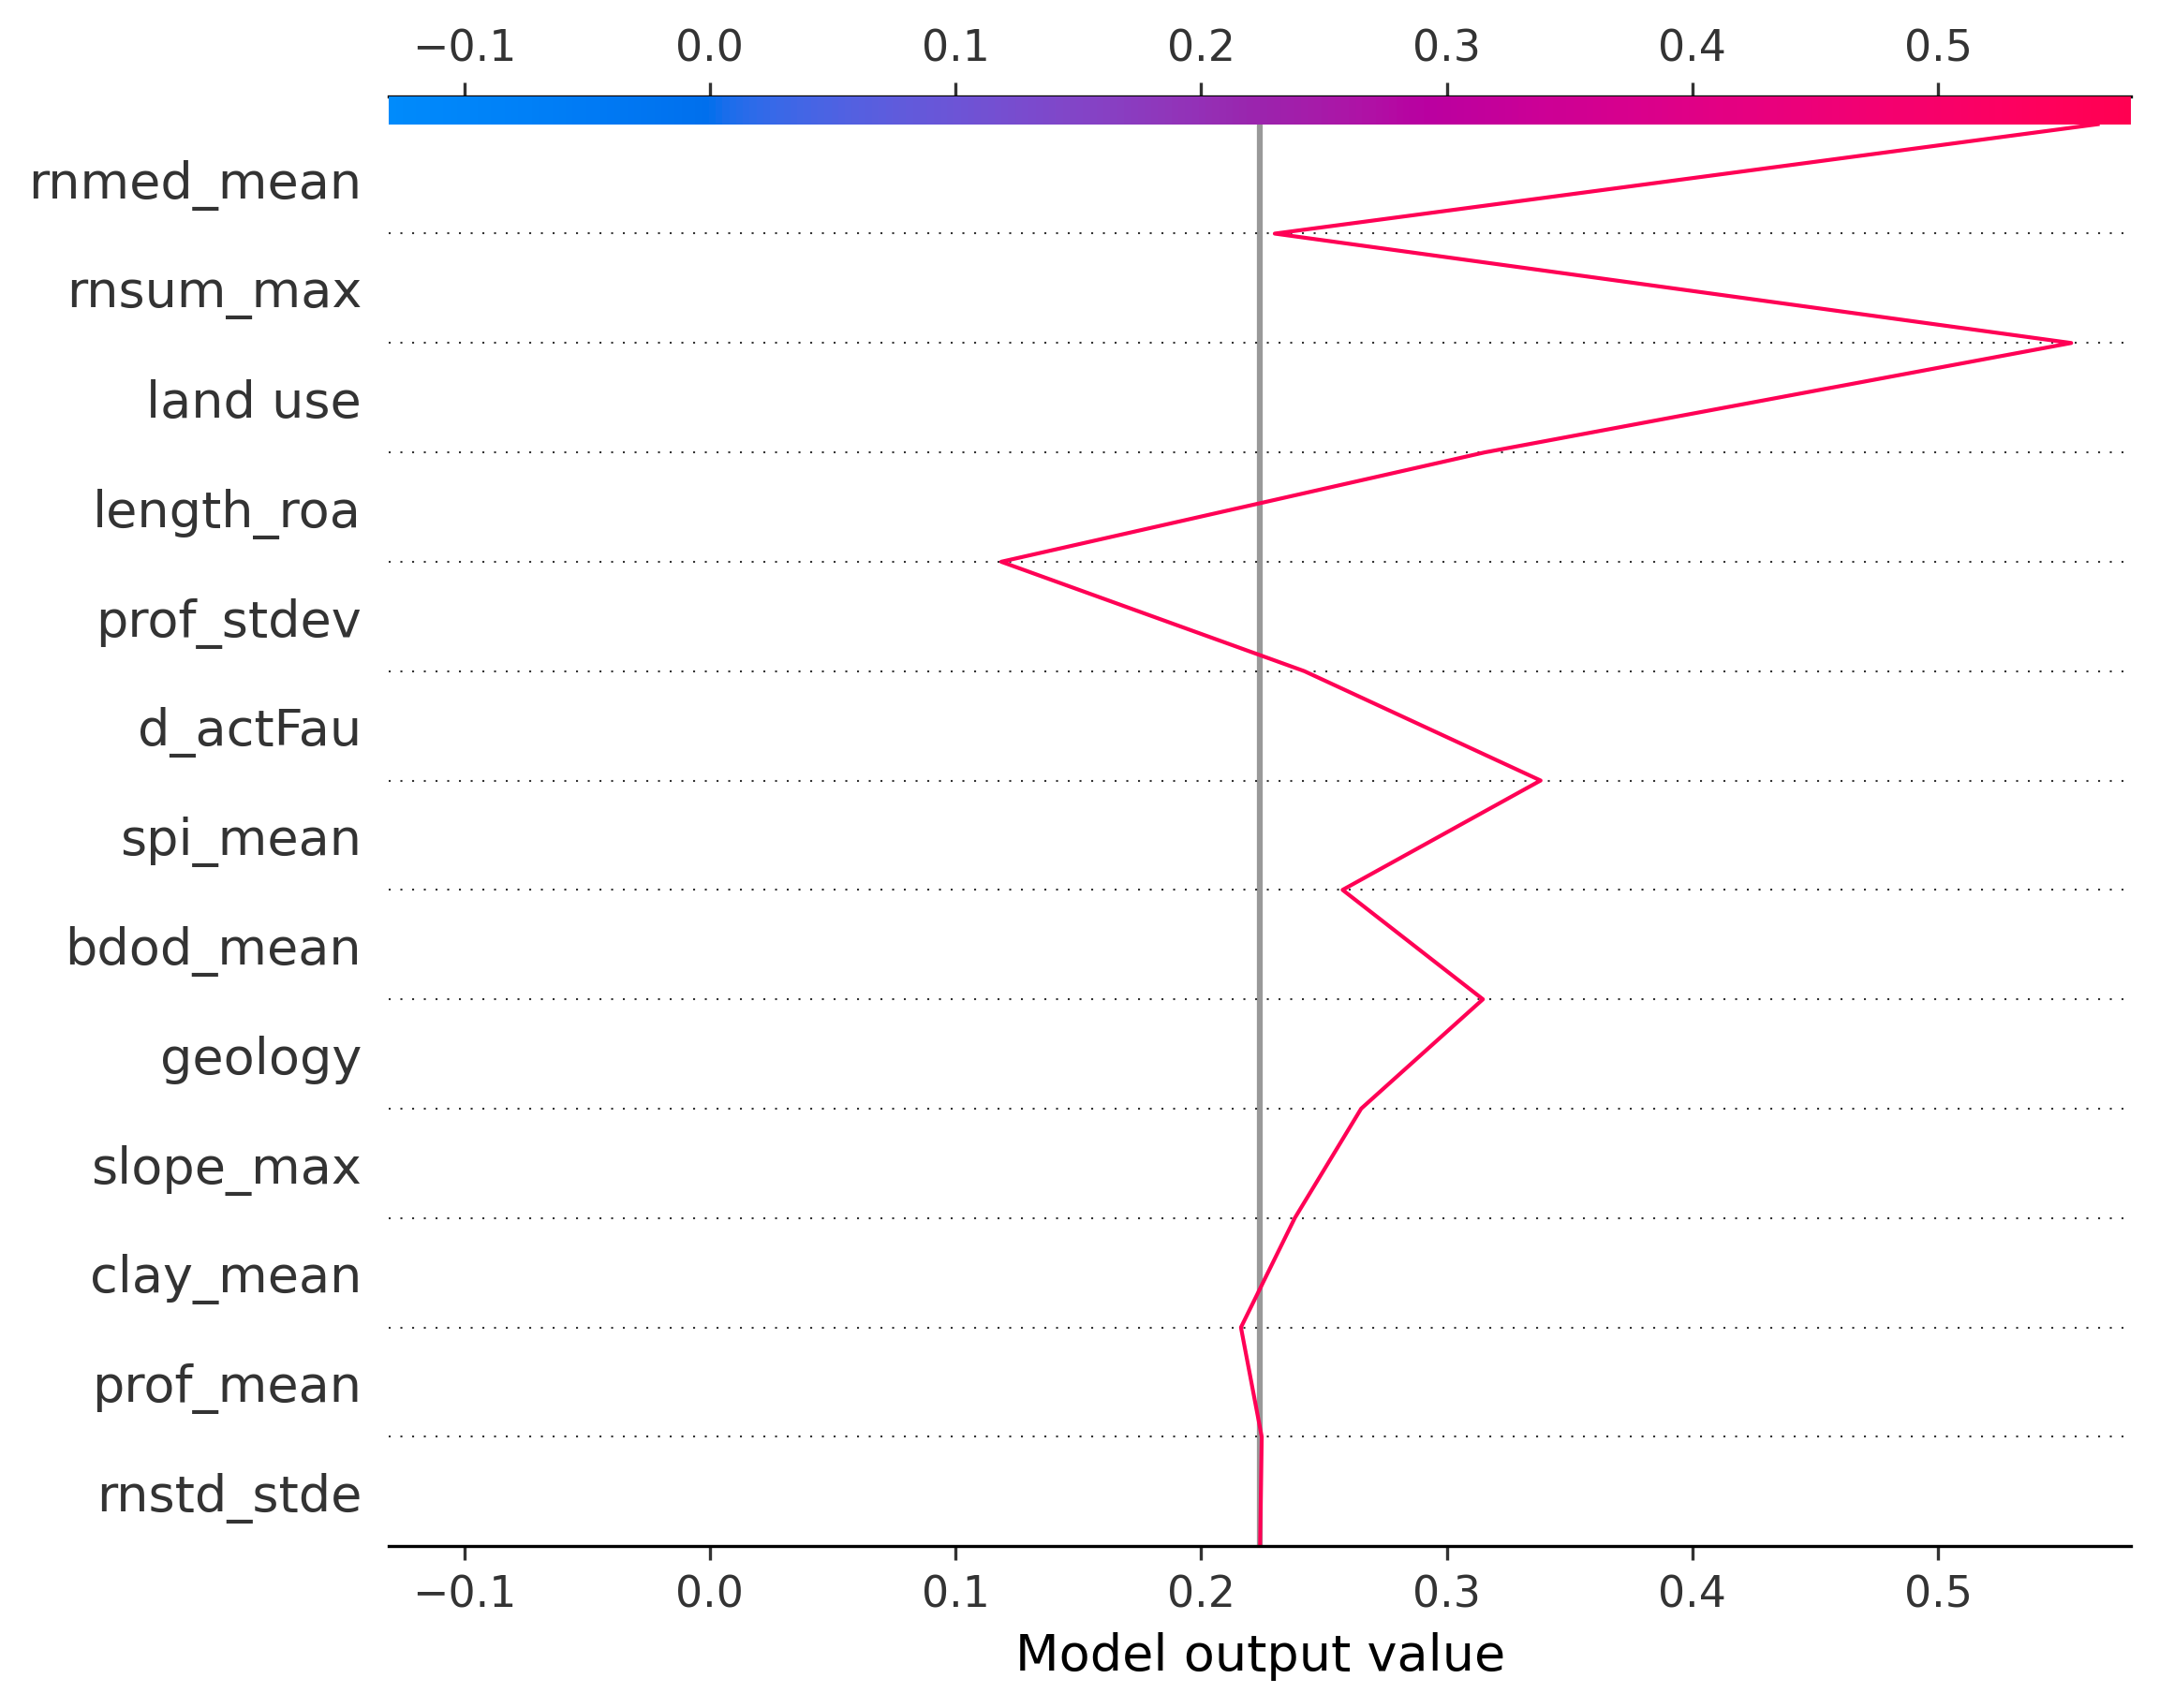 −0.1 0.0 0.1 0.2 0.3 0.4 0.5
rnmed_mean
rnsum_max
land use
length_roa
prof_stdev
d_actFau
spi_mean
bdod_mean
geology
slope_max
clay_mean
prof_mean
rnstd_stde
−0.1 0.0 0.1 0.2 0.3 0.4 0.5
Model output value